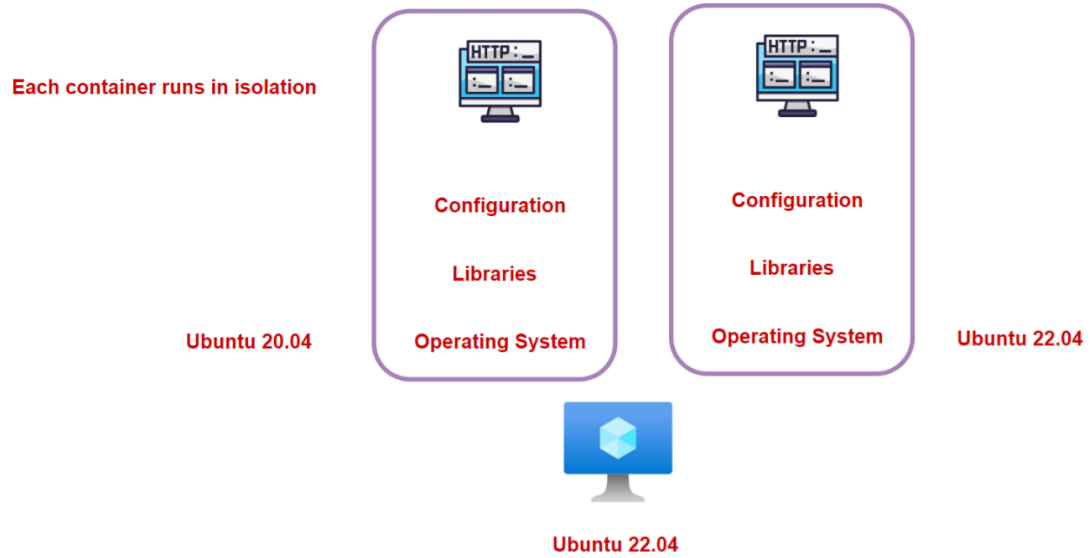 HTTP:_
HTTP:_
Each container runs in isolation
Configuration
Configuration
Libraries
Libraries
Ubuntu 20.04
Operating System
Operating System
Ubuntu 22.04
Ubuntu 22.04